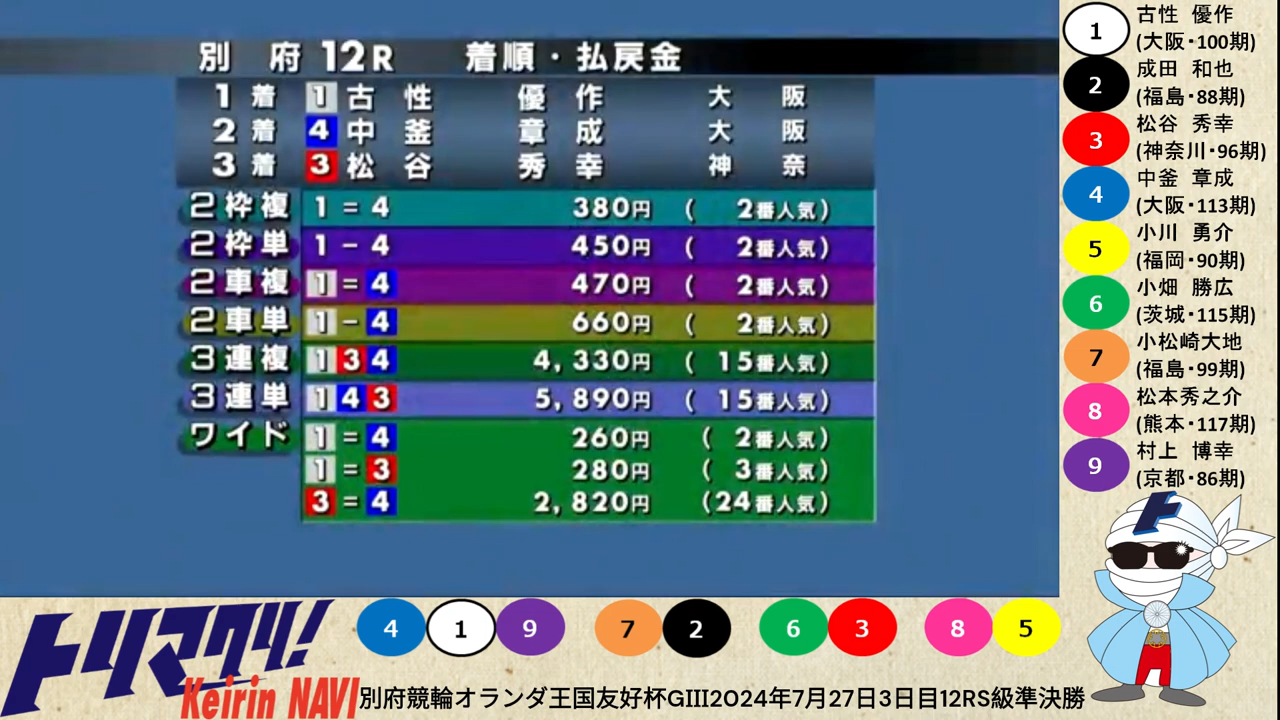 別府 12R 着順・払戻金
1着 1 古性 優作 大阪
2着 4 中釜 章成 大阪
3着 3 松谷 秀幸 神奈
2枠複 1=4 380円 ( 2番人気)
2枠単 1-4 450円 ( 2番人気)
2車複 1=4 470円 ( 2番人気)
2車単 1-4 660円 ( 2番人気)
3連複 1 3 4 4,330円 ( 15番人気)
3連単 1 4 3 5,890円 ( 15番人気)
ワイド 1=4 260円 ( 2番人気)
1=3 280円 ( 3番人気)
3=4 2,820円 (24番人気)
1 古性 優作
(大阪・100期)
2 成田 和也
(福島・88期)
3 松谷 秀幸
(神奈川・96期)
4 中釜 章成
(大阪・113期)
5 小川 勇介
(福岡・90期)
6 小畑 勝広
(茨城・115期)
7 小松崎大地
(福島・99期)
8 松本秀之介
(熊本・117期)
9 村上 博幸
(京都・86期)
ト
トリマクリ!
Keirin NAVI
4 1 9 7 2 6 3 8 5
別府競輪オランダ王国友好杯GIII2024年7月27日3日目12RS級準決勝